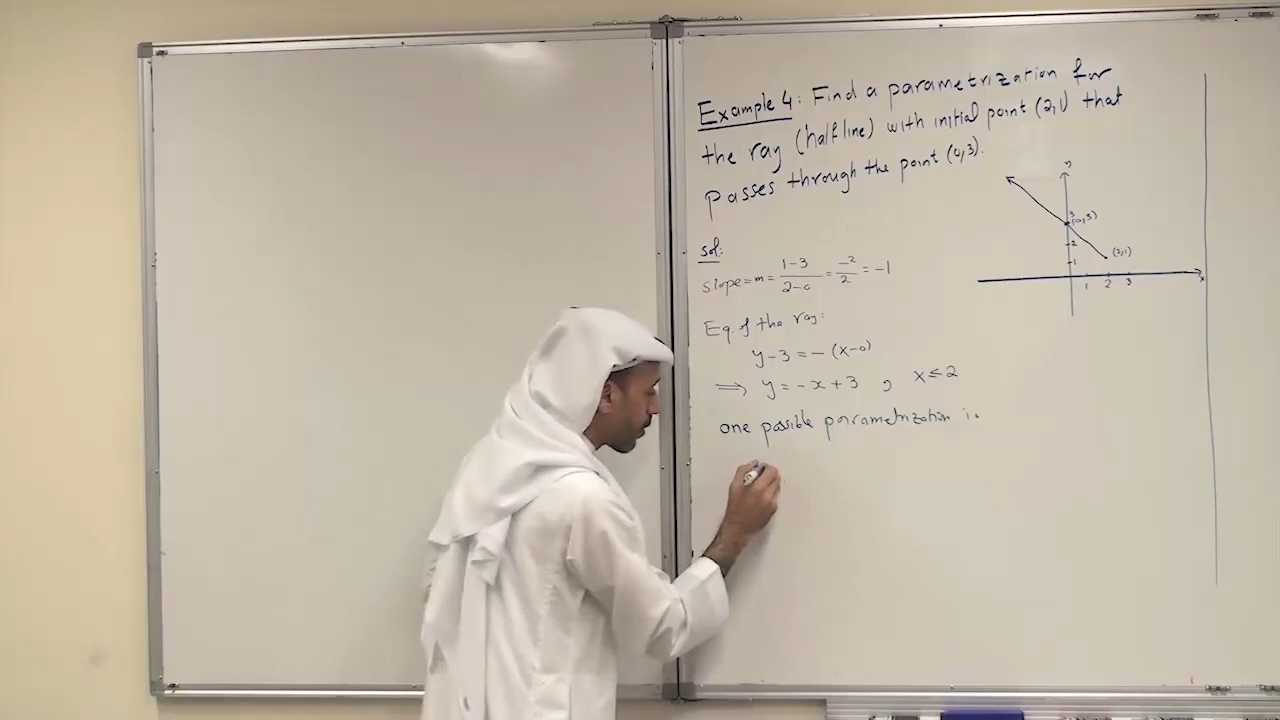 Example 4: Find a parametrization for
the ray (half line) with initial point (2,1) that
passes through the point (0,3).
y
3
(0,3)
2
(2,1)
1
1 2 3
x
Sol:
Slope = m = \frac{1-3}{2-0} = \frac{-2}{2} = -1
Eq. of the ray:
y-3 = -(x-0)
⟹ y = -x+3 , x ≤ 2
one possible parametrization is